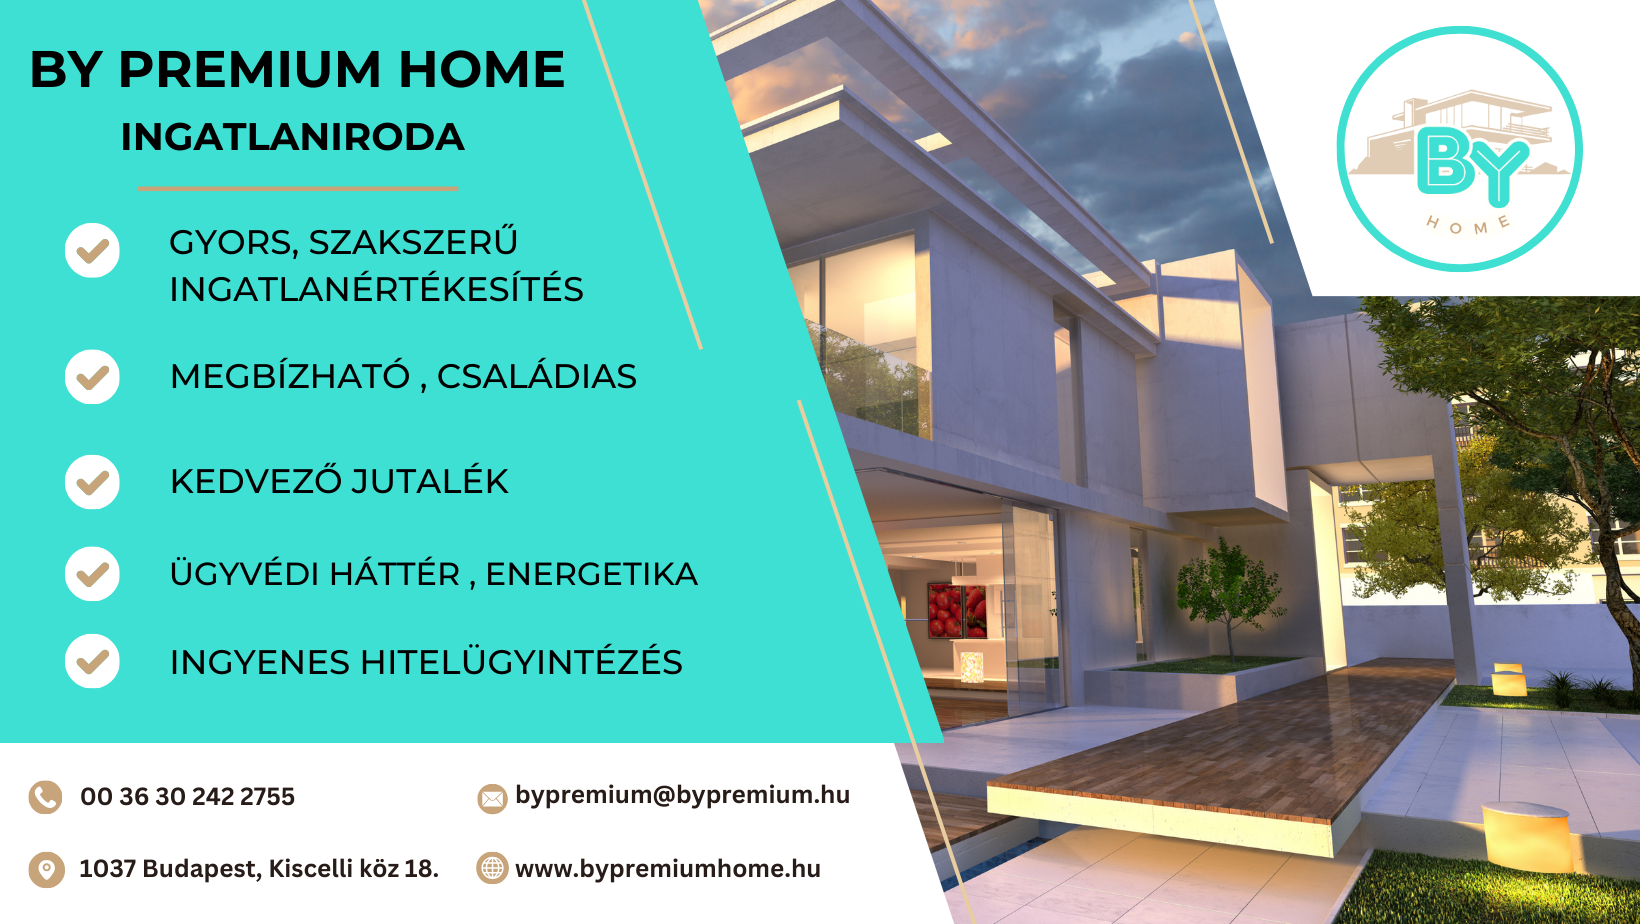 BY PREMIUM HOME
INGATLANIRODA
GYORS, SZAKSZERŰ
INGATLANÉRTÉKESÍTÉS
MEGBÍZHATÓ , CSALÁDIAS
KEDVEZŐ JUTALÉK
ÜGYVÉDI HÁTTÉR , ENERGETIKA
INGYENES HITELÜGYINTÉZÉS
00 36 30 242 2755
bypremium@bypremium.hu
1037 Budapest, Kiscelli köz 18.
www.bypremiumhome.hu
BY
HOME